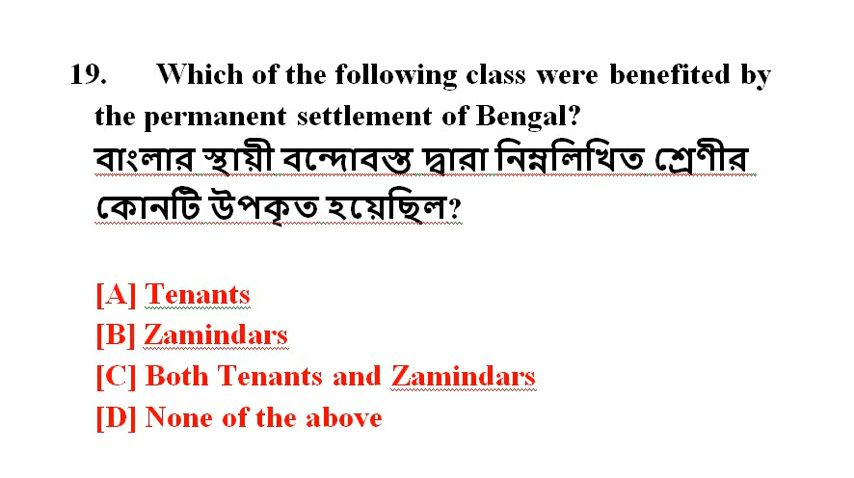 19. Which of the following class were benefited by
the permanent settlement of Bengal?
বাংলার স্থায়ী বন্দোবস্ত দ্বারা নিম্নলিখিত শ্রেণীর
কোনটি উপকৃত হয়েছিল?
[A] Tenants
[B] Zamindars
[C] Both Tenants and Zamindars
[D] None of the above